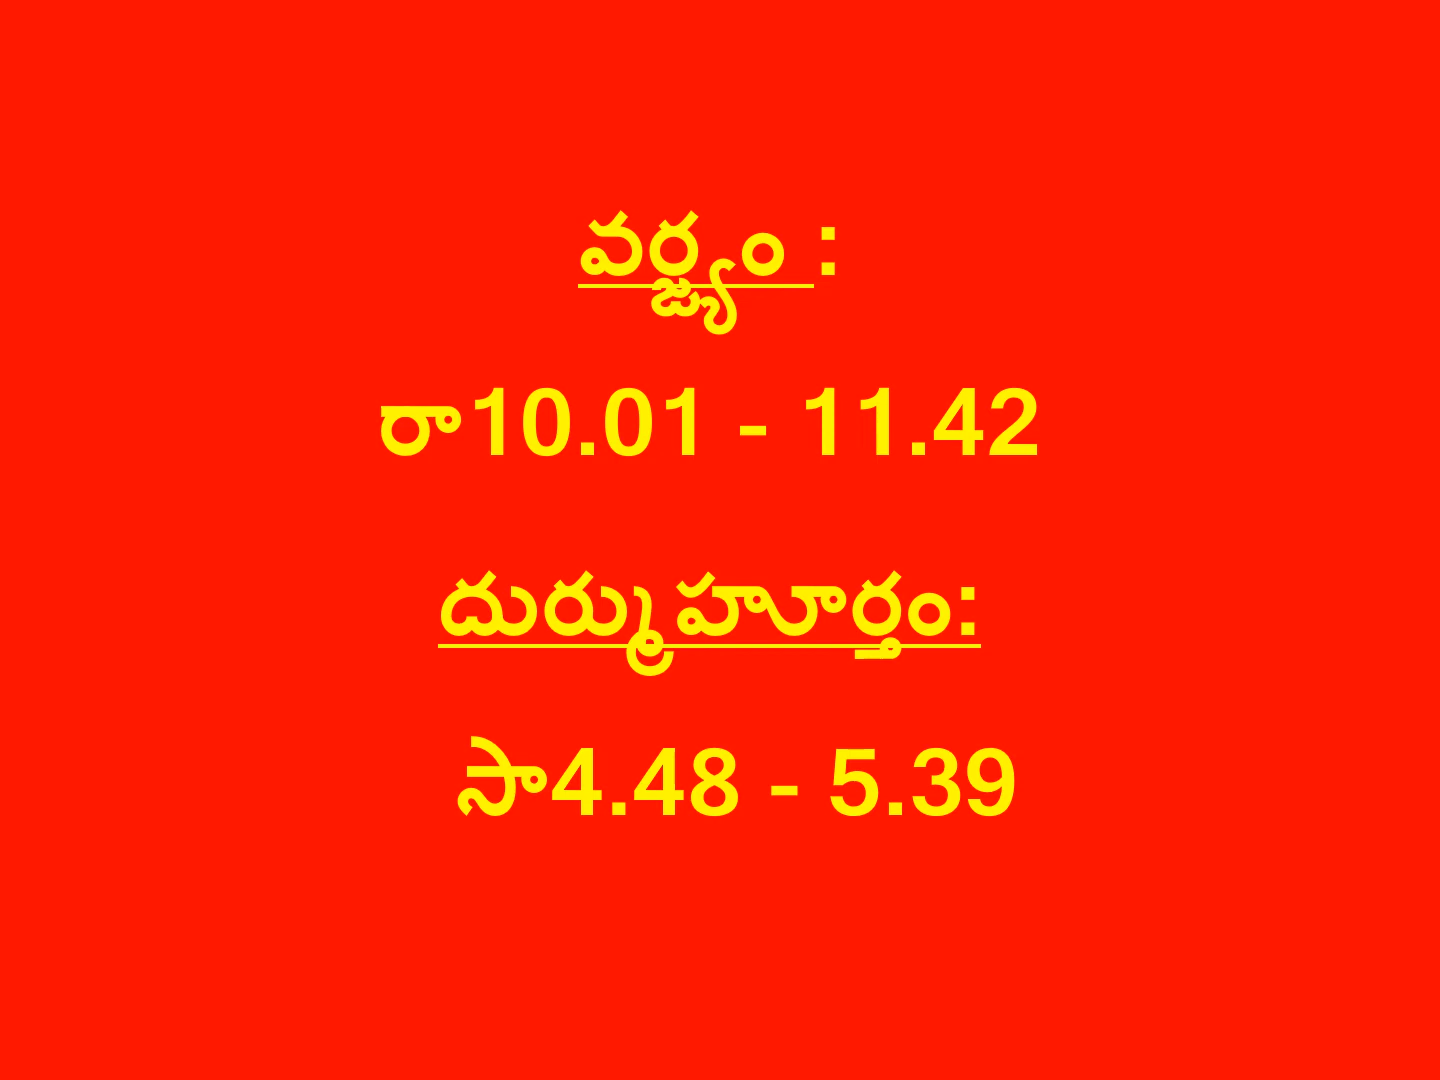 వర్జ్యం :
రా10.01 - 11.42
దుర్ముహూర్తం:
సా4.48 - 5.39